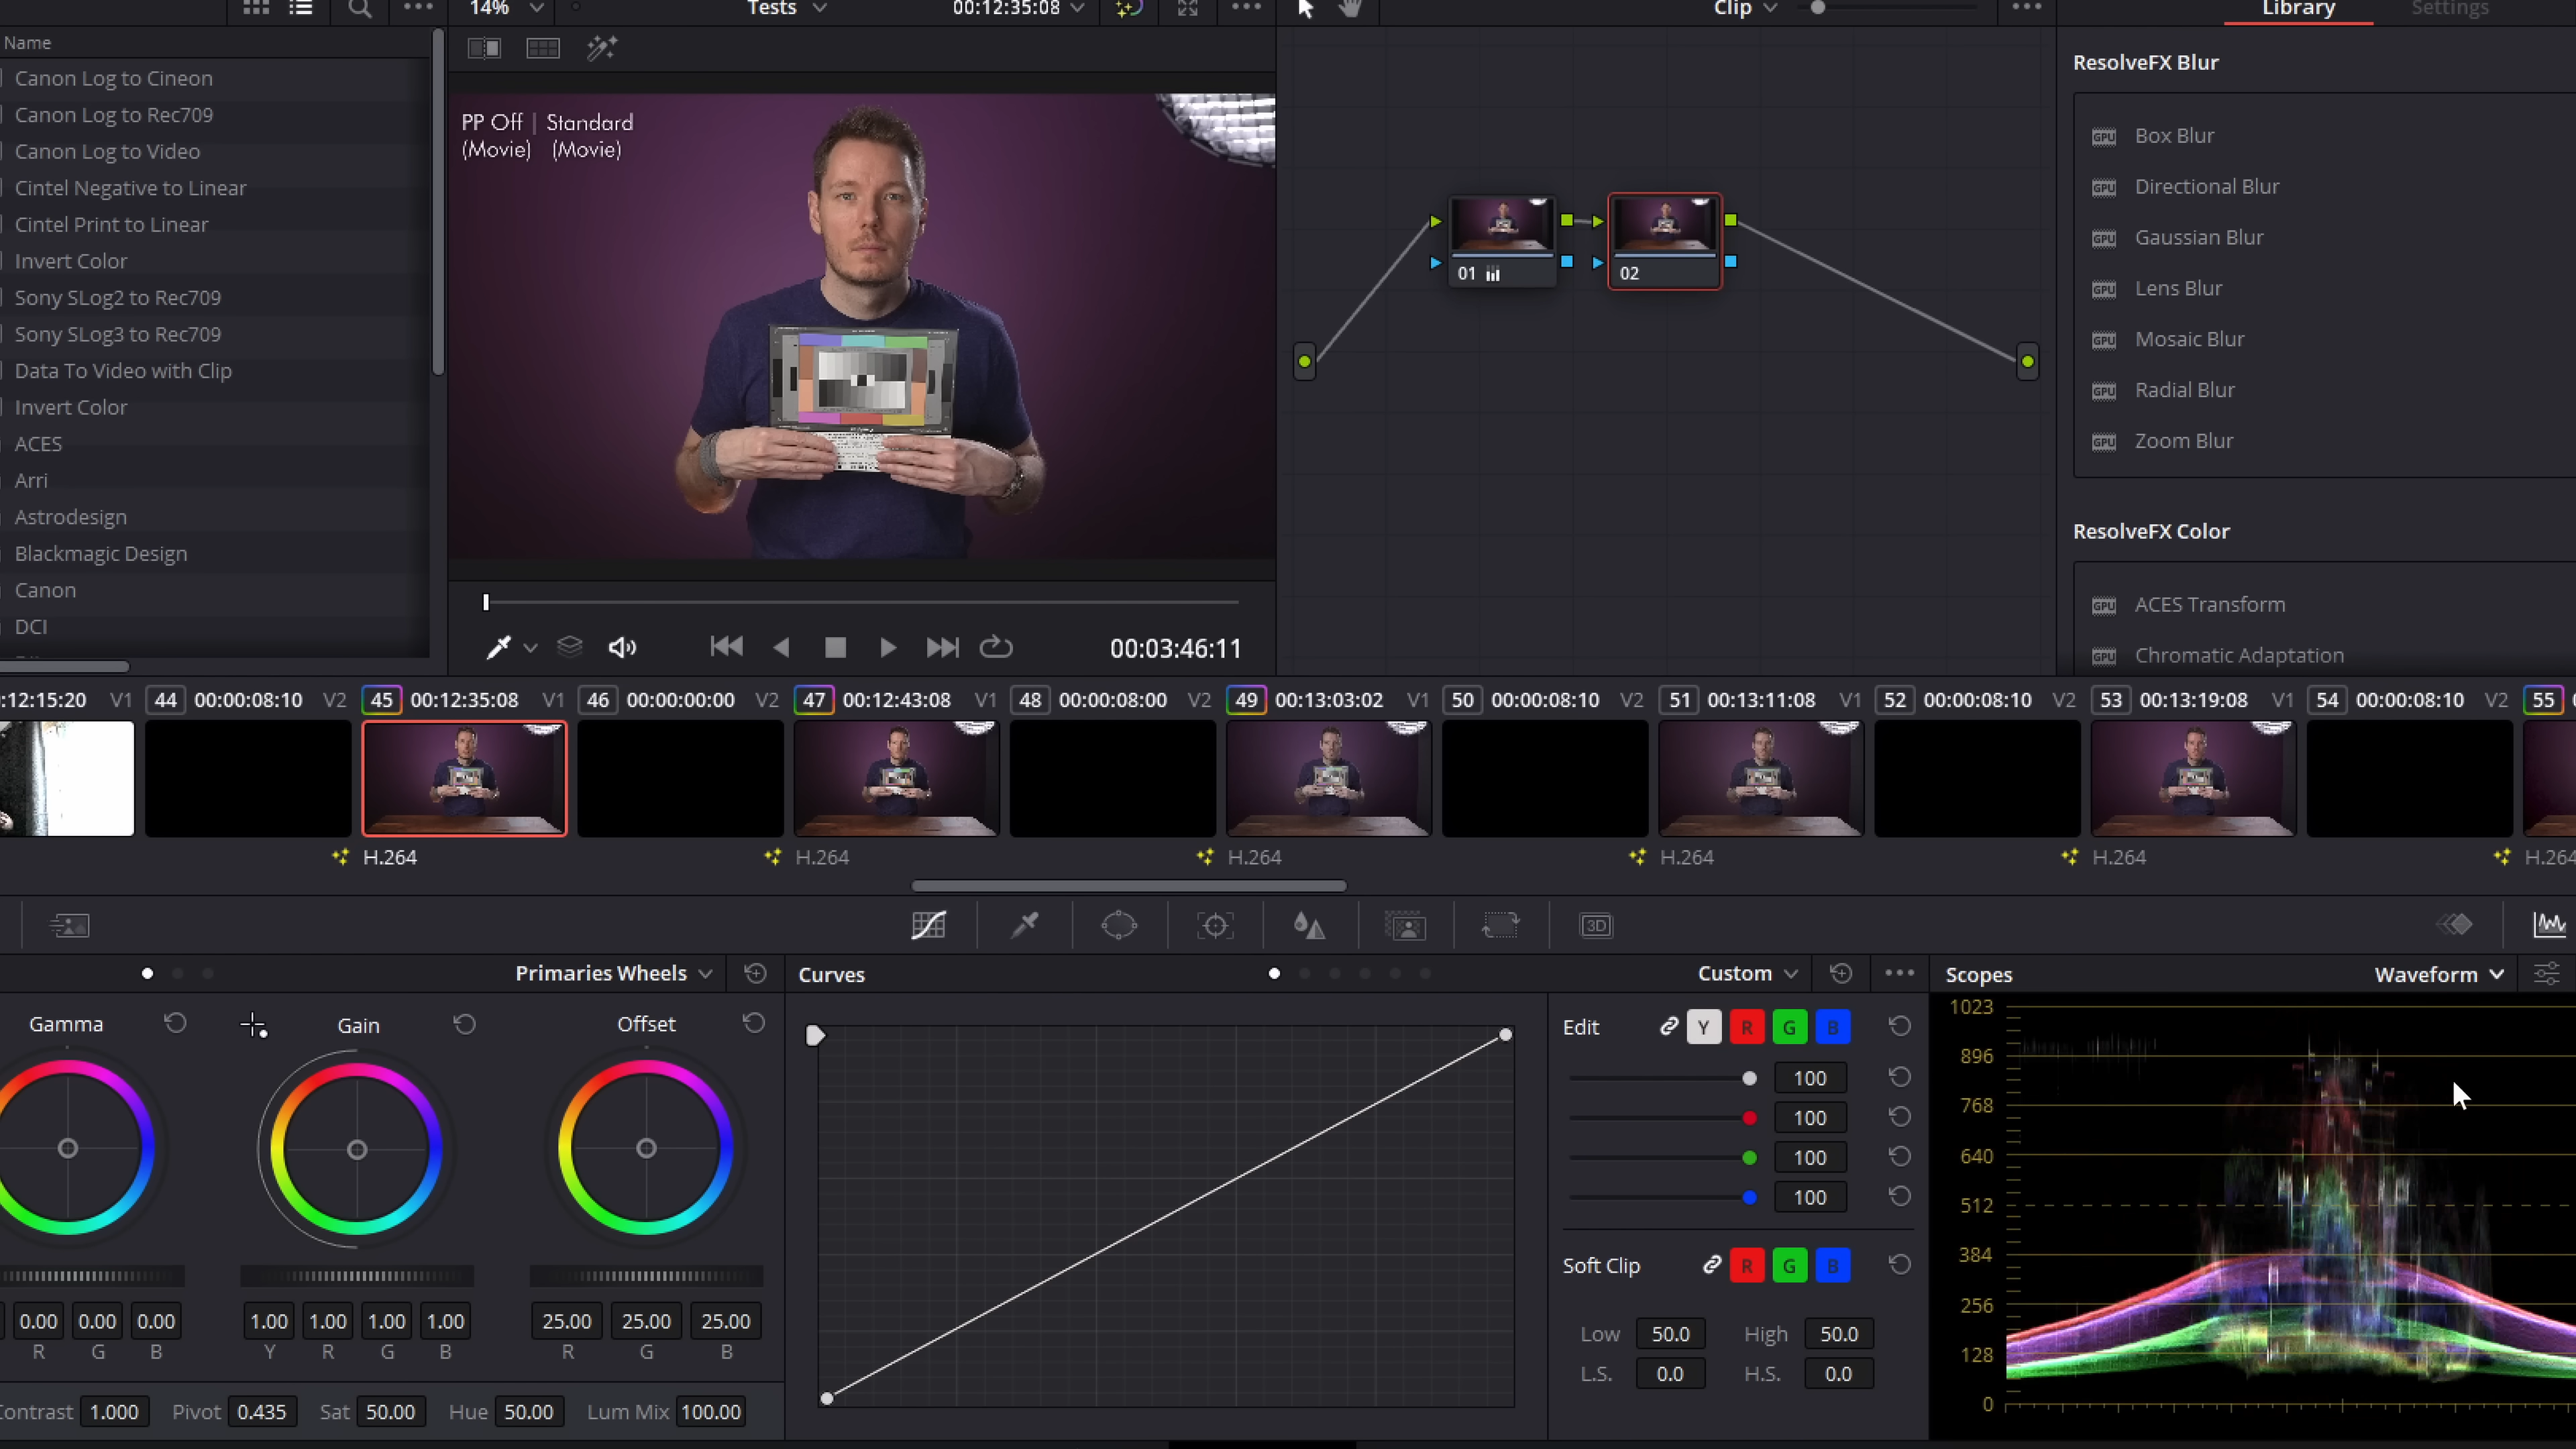 14%
Tests
00:12:35:08
Clip
Library
Settings
Name
Canon Log to Cineon
Canon Log to Rec709
Canon Log to Video
Cintel Negative to Linear
Cintel Print to Linear
Invert Color
Sony SLog2 to Rec709
Sony SLog3 to Rec709
Data To Video with Clip
Invert Color
ACES
Arri
Astrodesign
Blackmagic Design
Canon
DCI
PP Off | Standard
(Movie) (Movie)
00:03:46:11
01
02
ResolveFX Blur
GPU Box Blur
GPU Directional Blur
GPU Gaussian Blur
GPU Lens Blur
GPU Mosaic Blur
GPU Radial Blur
GPU Zoom Blur
ResolveFX Color
GPU ACES Transform
GPU Chromatic Adaptation
:12:15:20 V1 44 00:00:08:10 V2 45 00:12:35:08 V1 46 00:00:00:00 V2 47 00:12:43:08 V1 48 00:00:08:00 V2 49 00:13:03:02 V1 50 00:00:08:10 V2 51 00:13:11:08 V1 52 00:00:08:10 V2 53 00:13:19:08 V1 54 00:00:08:10 V2 55
H.264 H.264 H.264 H.264 H.264 H.264
3D
Primaries Wheels
Gamma Gain Offset
0.00 0.00 0.00 1.00 1.00 1.00 1.00 25.00 25.00 25.00
R G B Y R G B R G B
Contrast 1.000 Pivot 0.435 Sat 50.00 Hue 50.00 Lum Mix 100.00
Curves
Custom
Edit Y R G B
100
100
100
100
Soft Clip R G B
Low 50.0 High 50.0
L.S. 0.0 H.S. 0.0
Scopes
Waveform
1023
896
768
640
512
384
256
128
0